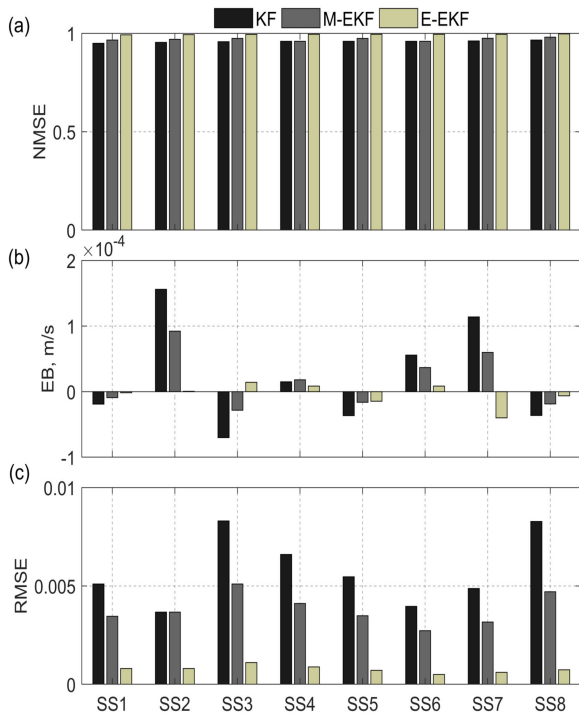 (a)
KF M-EKF E-EKF
1
0.5
0
NMSE
(b)
×10⁻⁴
2
1
0
-1
EB, m/s
(c)
0.01
0.005
0
RMSE
SS1 SS2 SS3 SS4 SS5 SS6 SS7 SS8